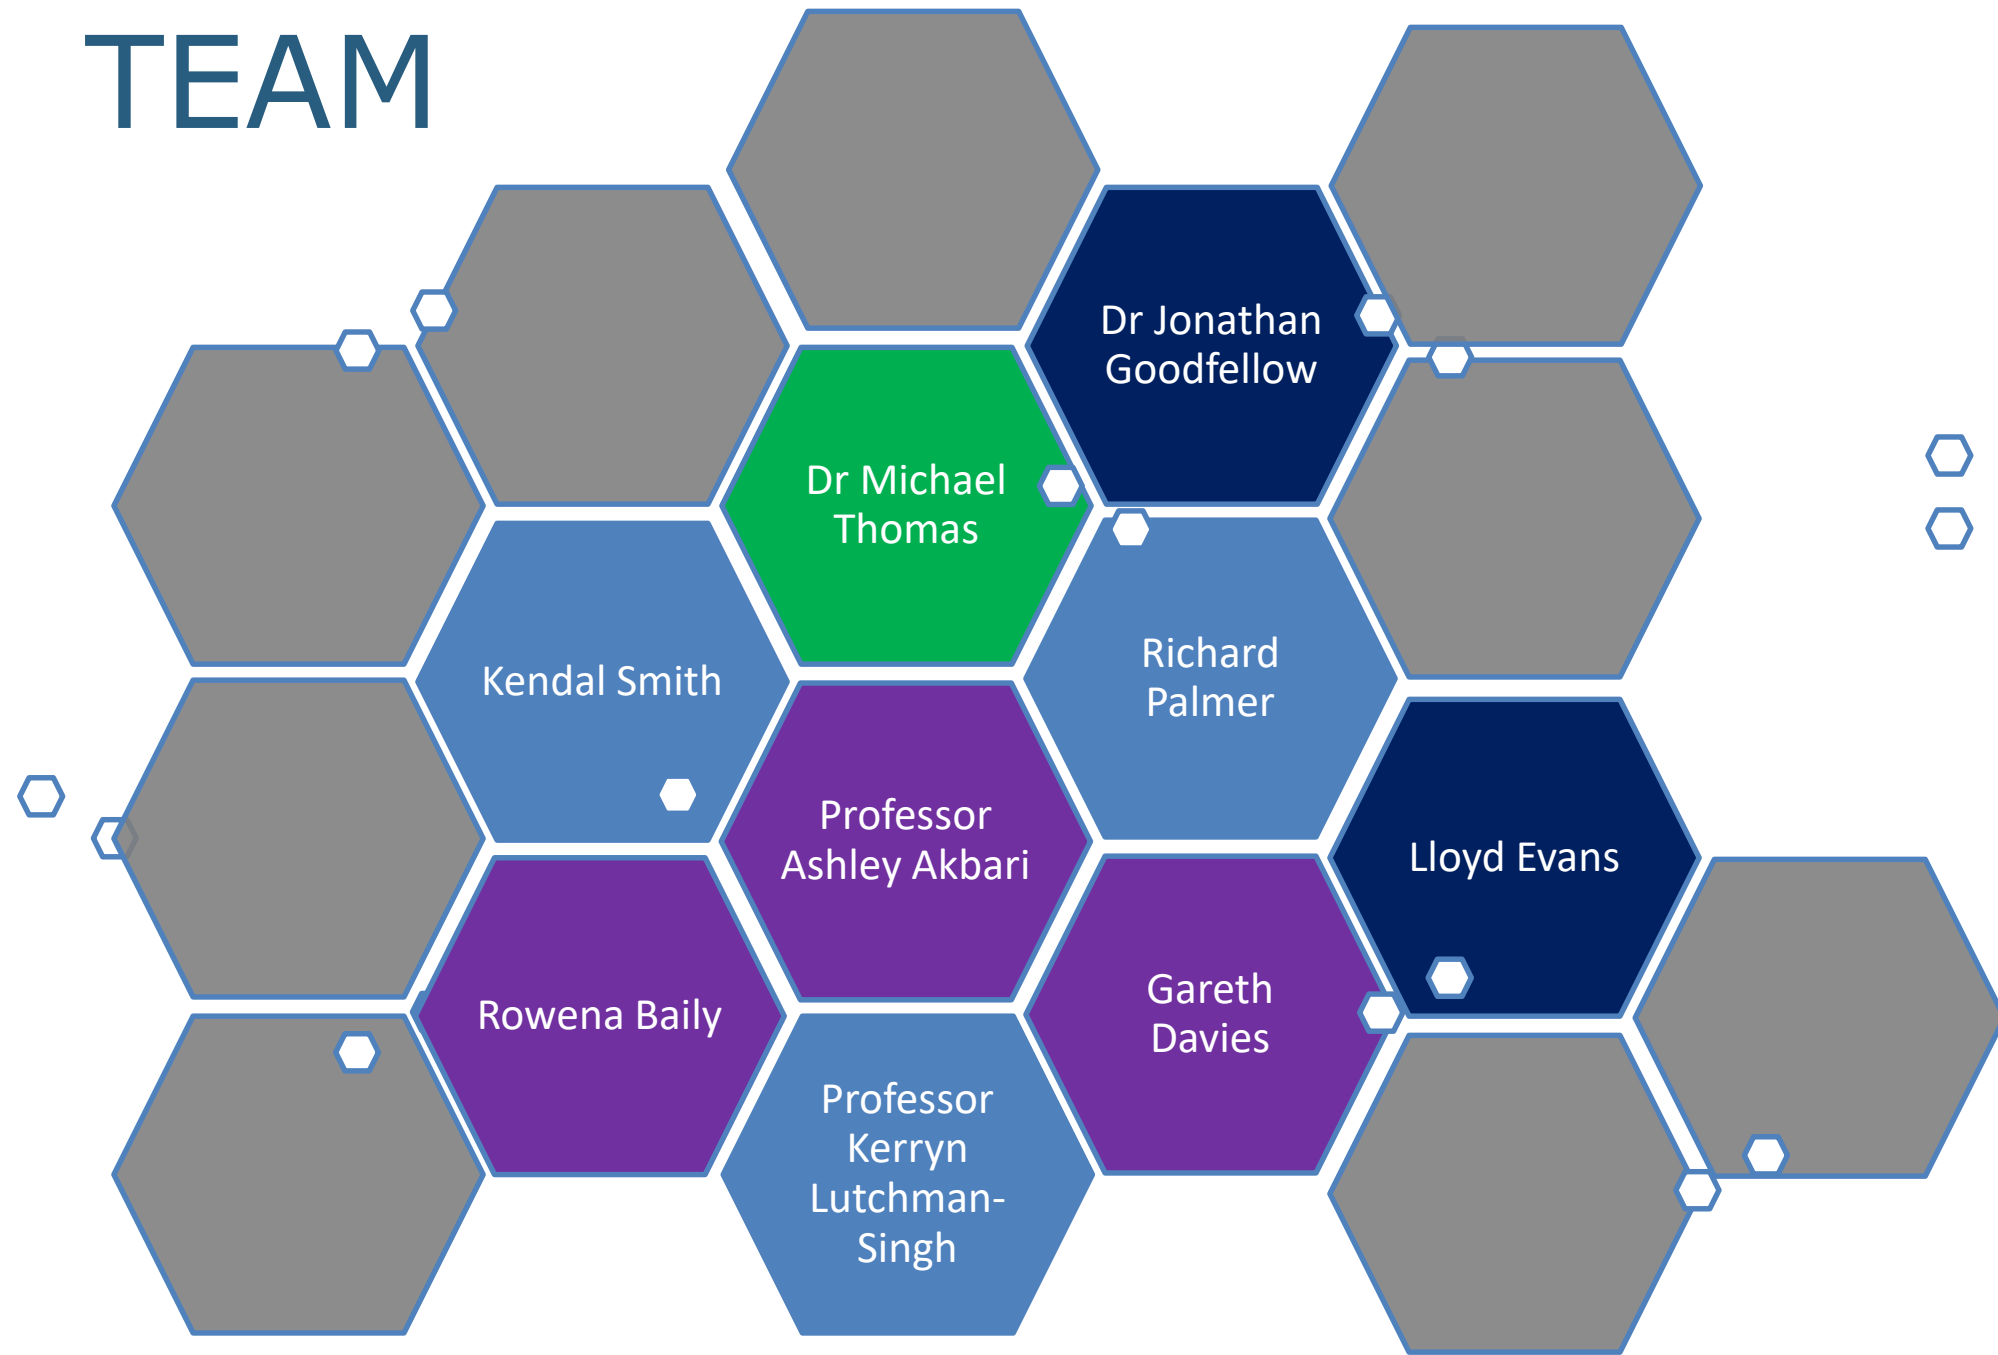 TEAM
Dr Jonathan
Goodfellow
Dr Michael
Thomas
Kendal Smith
Richard
Palmer
Professor
Ashley Akbari
Lloyd Evans
Rowena Baily
Gareth
Davies
Professor
Kerryn
Lutchman-
Singh